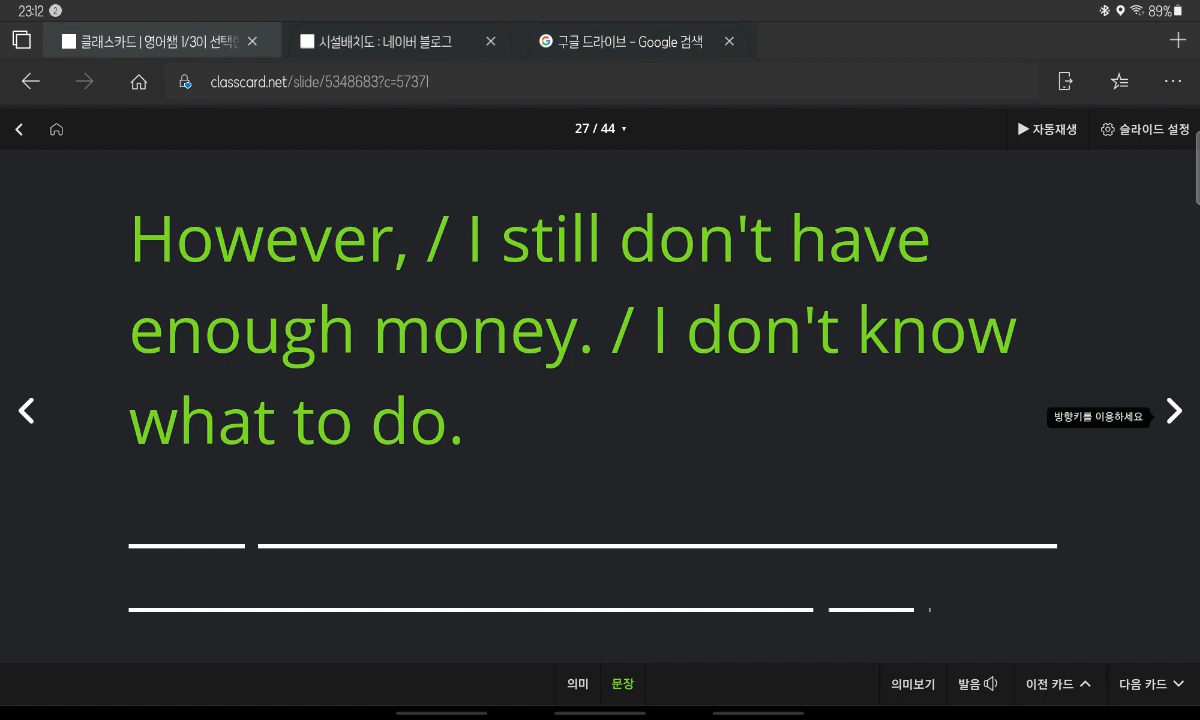 23:12 2 89%
클래스카드 | 영어쌤 1/3이 선택한
시설배치도 : 네이버 블로그
구글 드라이브 - Google 검색
classcard.net/slide/5348683?c=57371
27 / 44
자동재생
슬라이드 설정
However, / I still don't have
enough money. / I don't know
what to do.
방향키를 이용하세요
의미 문장 의미보기 발음 이전 카드 다음 카드